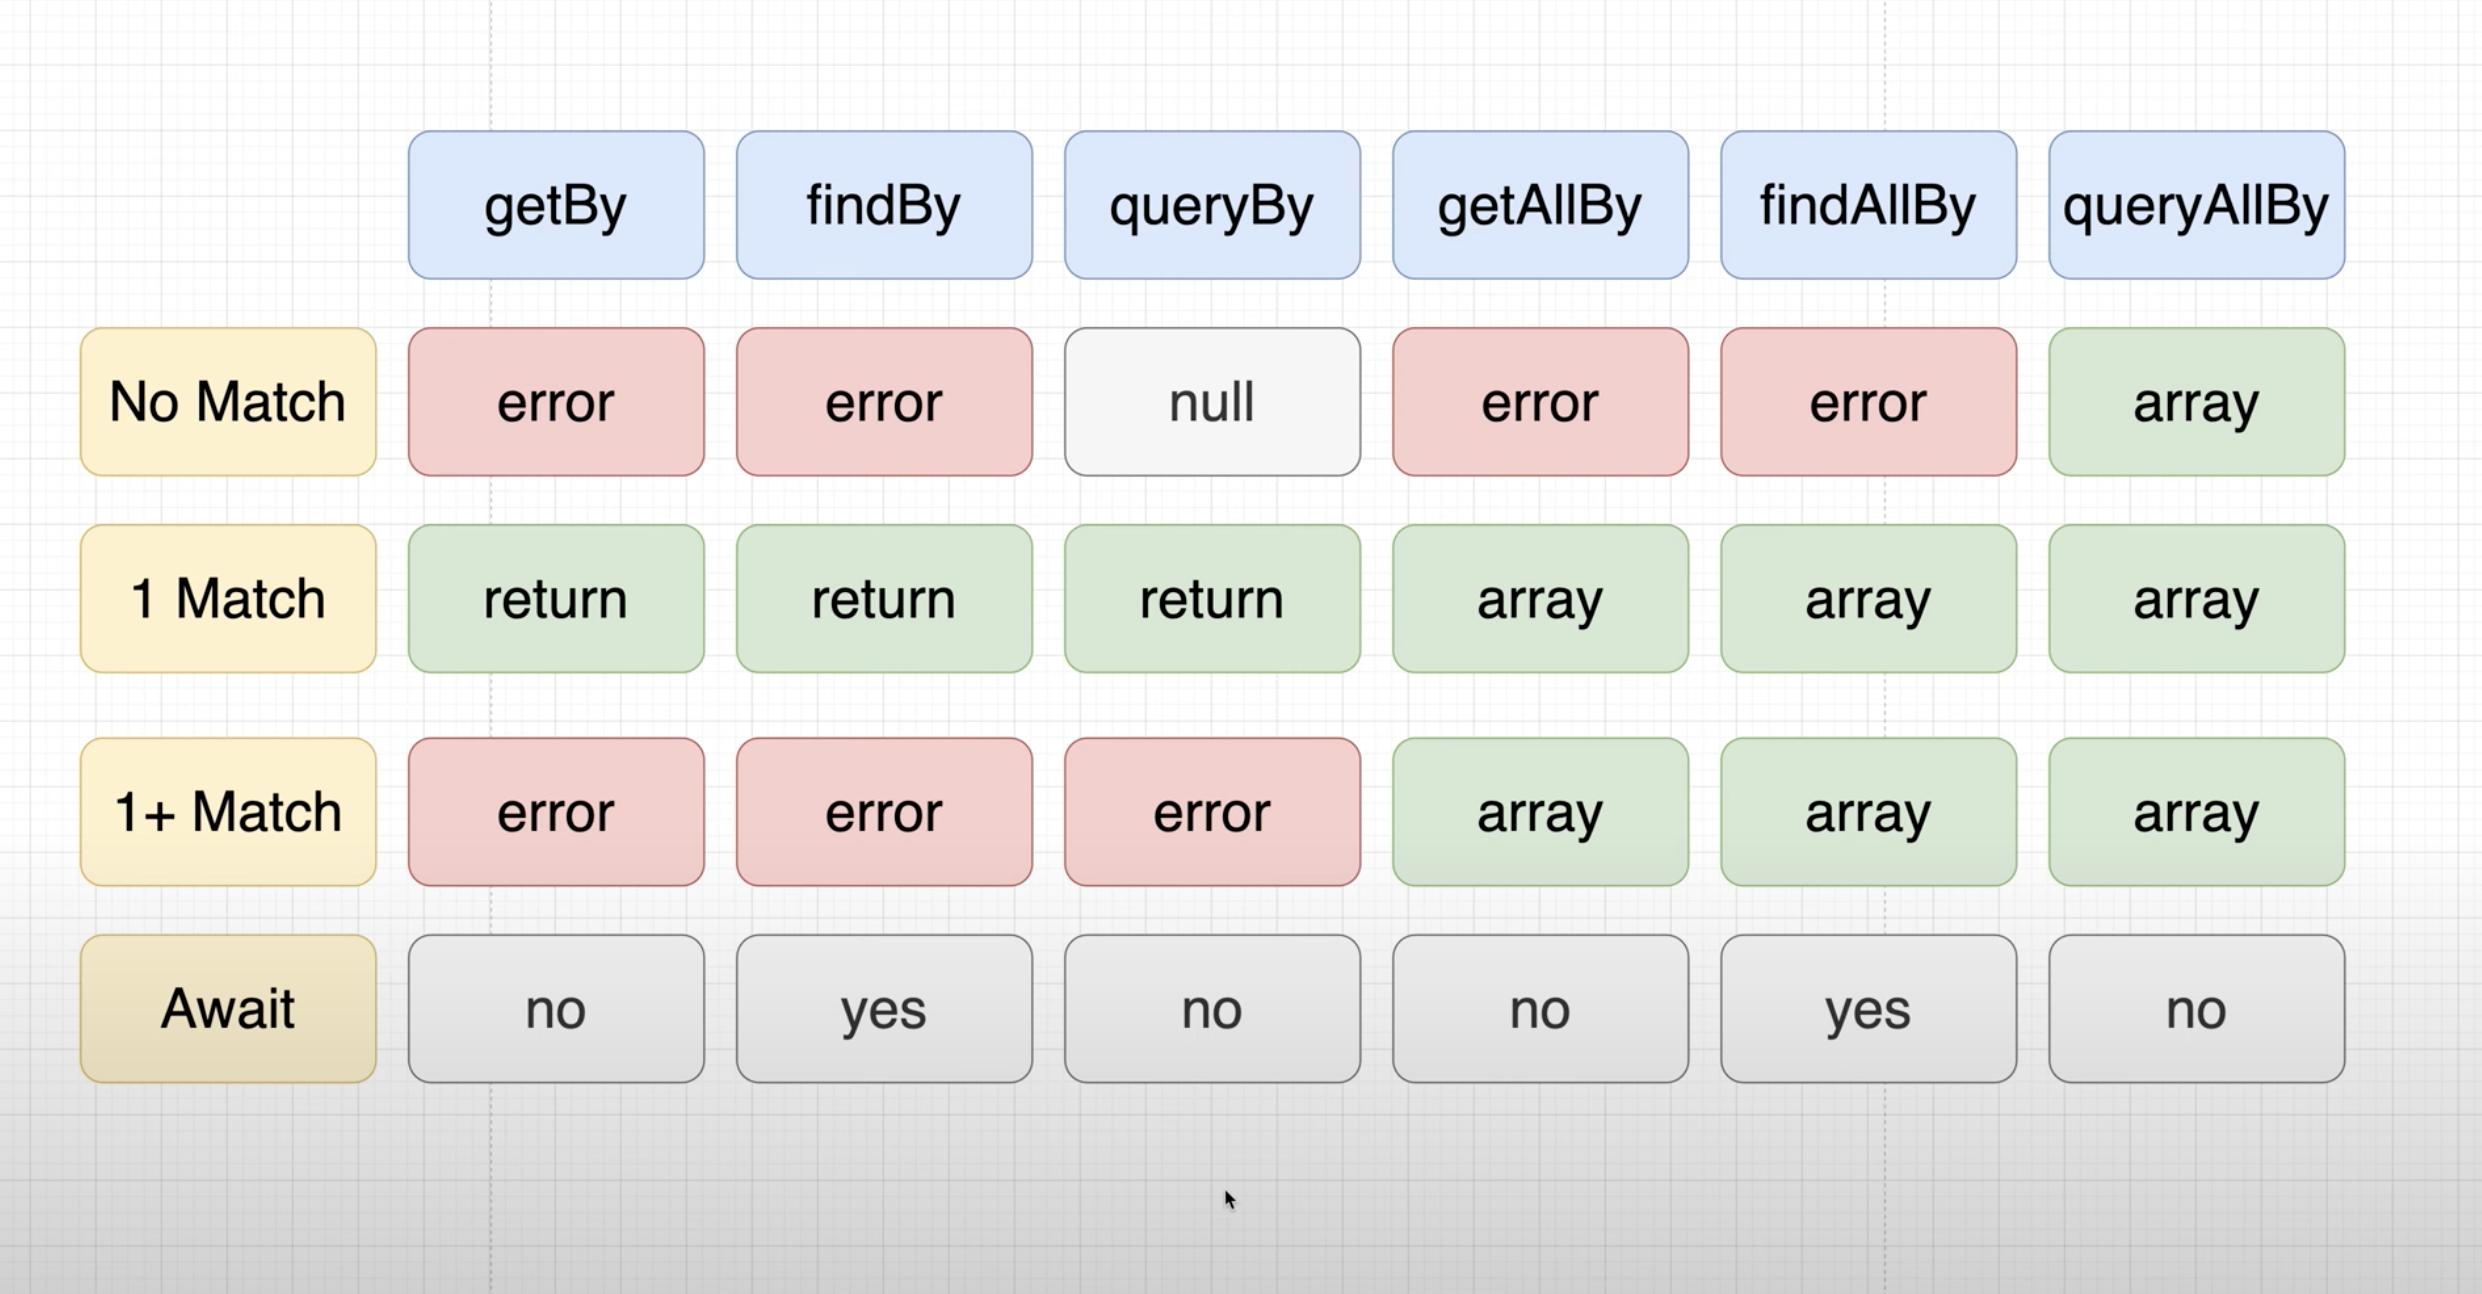 getBy findBy queryBy getAllBy findAllBy queryAllBy
No Match error error null error error array
1 Match return return return array array array
1+ Match error error error array array array
Await no yes no no yes no